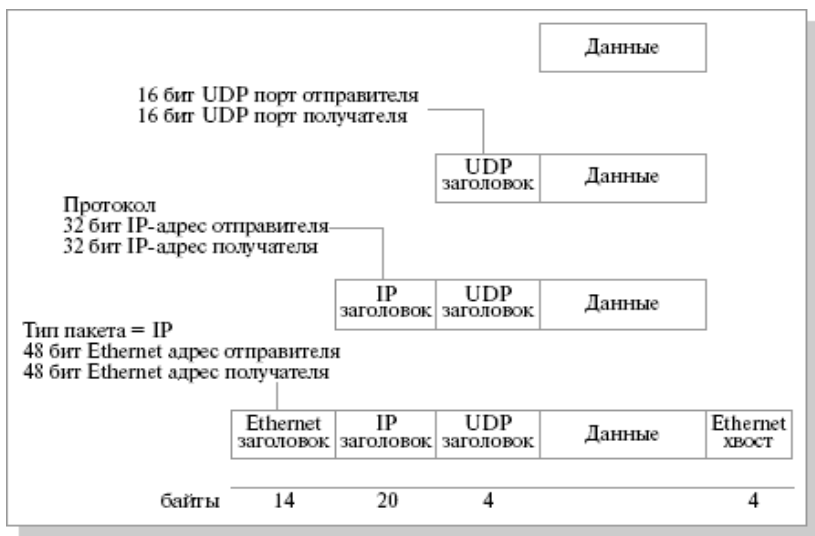 Данные
16 бит UDP порт отправителя
16 бит UDP порт получателя
UDP
заголовок
Данные
Протокол
32 бит IP-адрес отправителя
32 бит IP-адрес получателя
IP
заголовок
UDP
заголовок
Данные
Тип пакета = IP
48 бит Ethernet адрес отправителя
48 бит Ethernet адрес получателя
Ethernet
заголовок
IP
заголовок
UDP
заголовок
Данные
Ethernet
хвост
байты 14 20 4 4